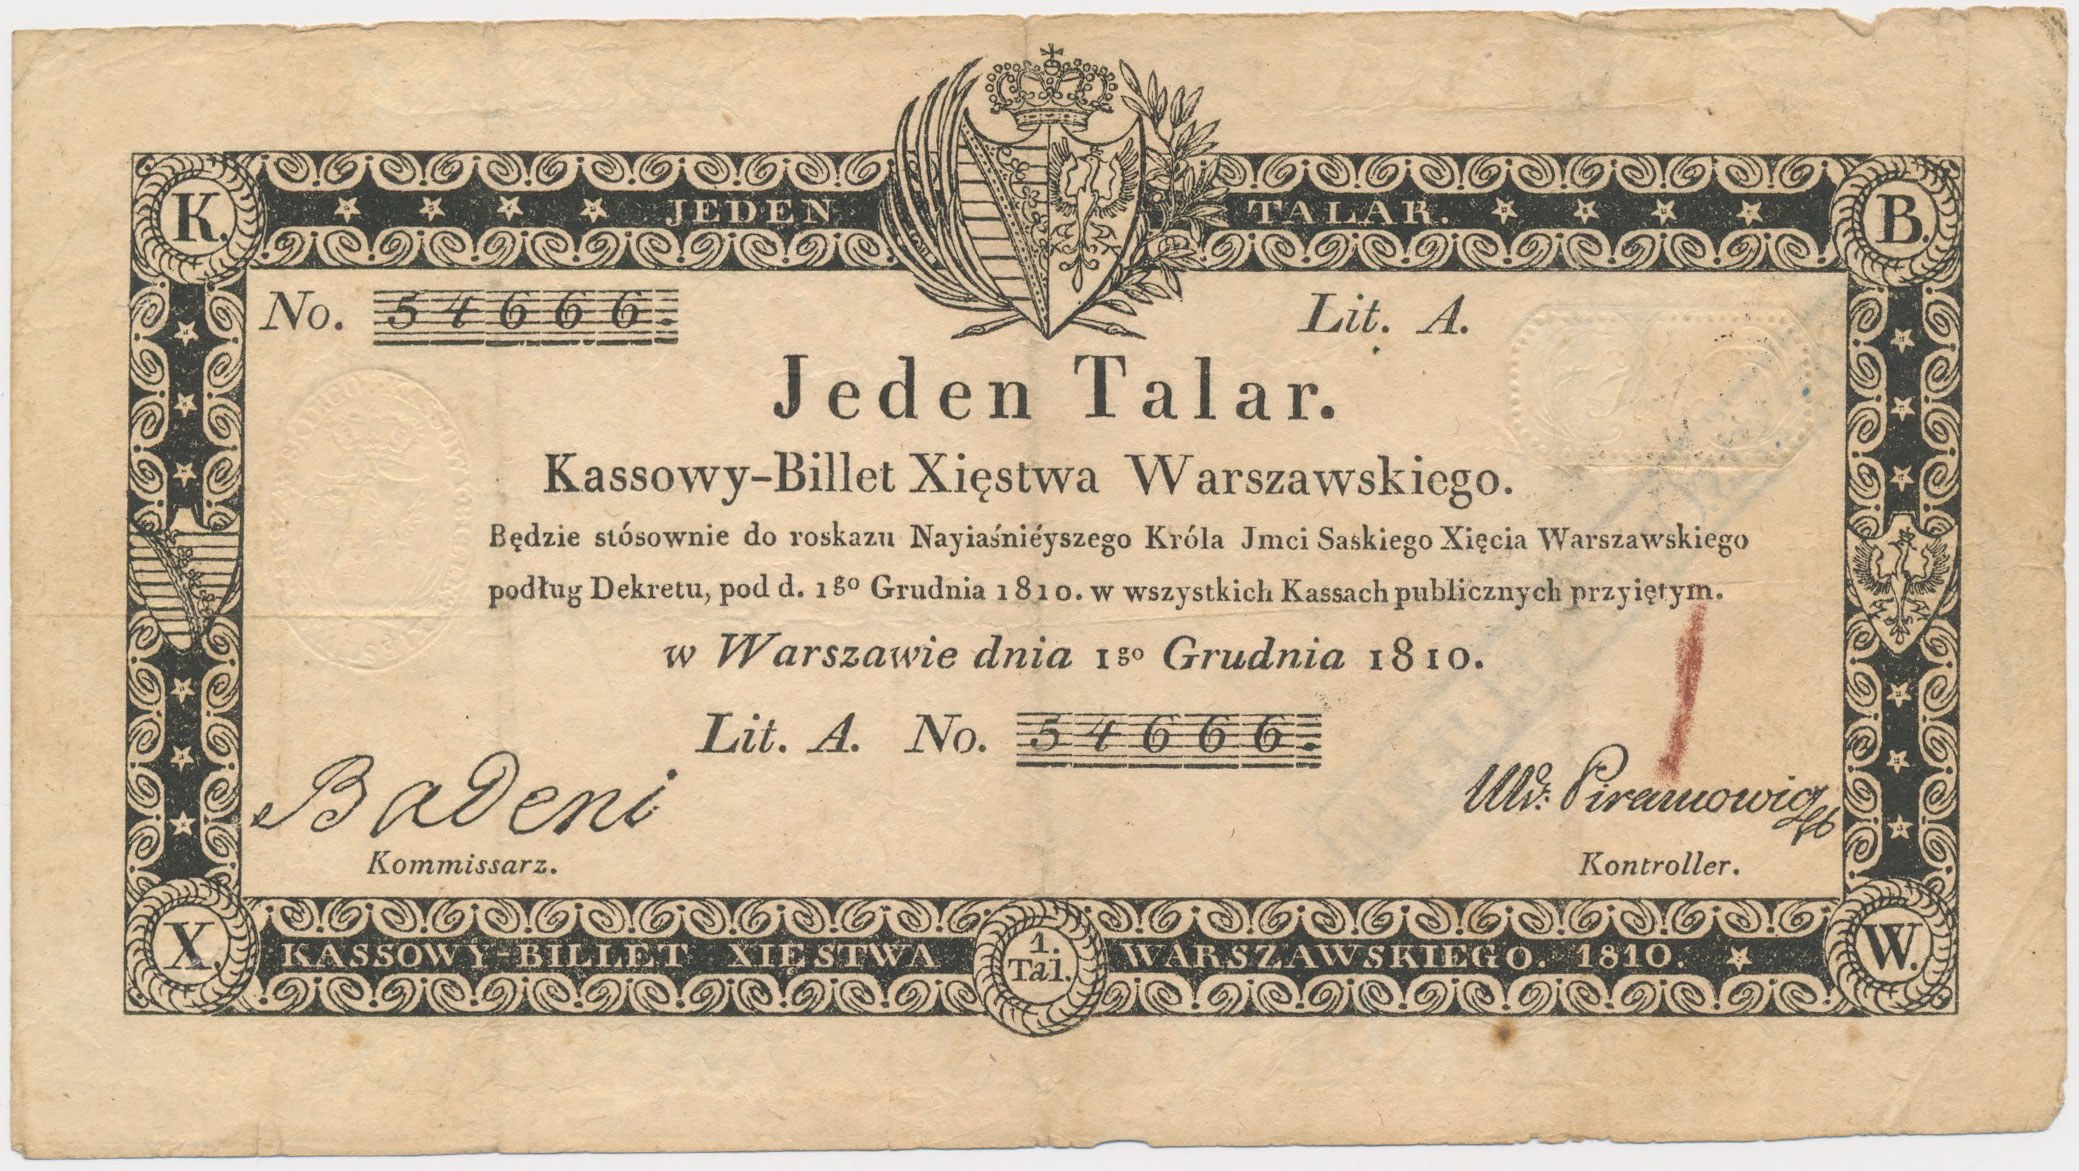 K. JEDEN TALAR. B.
No. 54666. Lit. A.
Jeden Talar.
Kassowy-Billet Xięstwa Warszawskiego.
Będzie stósownie do roskazu Nayiaśniéyszego Króla Jmci Saskiego Xięcia Warszawskiego
podług Dekretu, pod d. 1go Grudnia 1810. w wszystkich Kassach publicznych przyiętym.
w Warszawie dnia 1go Grudnia 1810.
Lit. A. No. 54666.
Badeni
Piramowicz
Kommissarz. Kontroller.
X. KASSOWY-BILLET XIĘSTWA 1. Tal. WARSZAWSKIEGO. 1810. W.